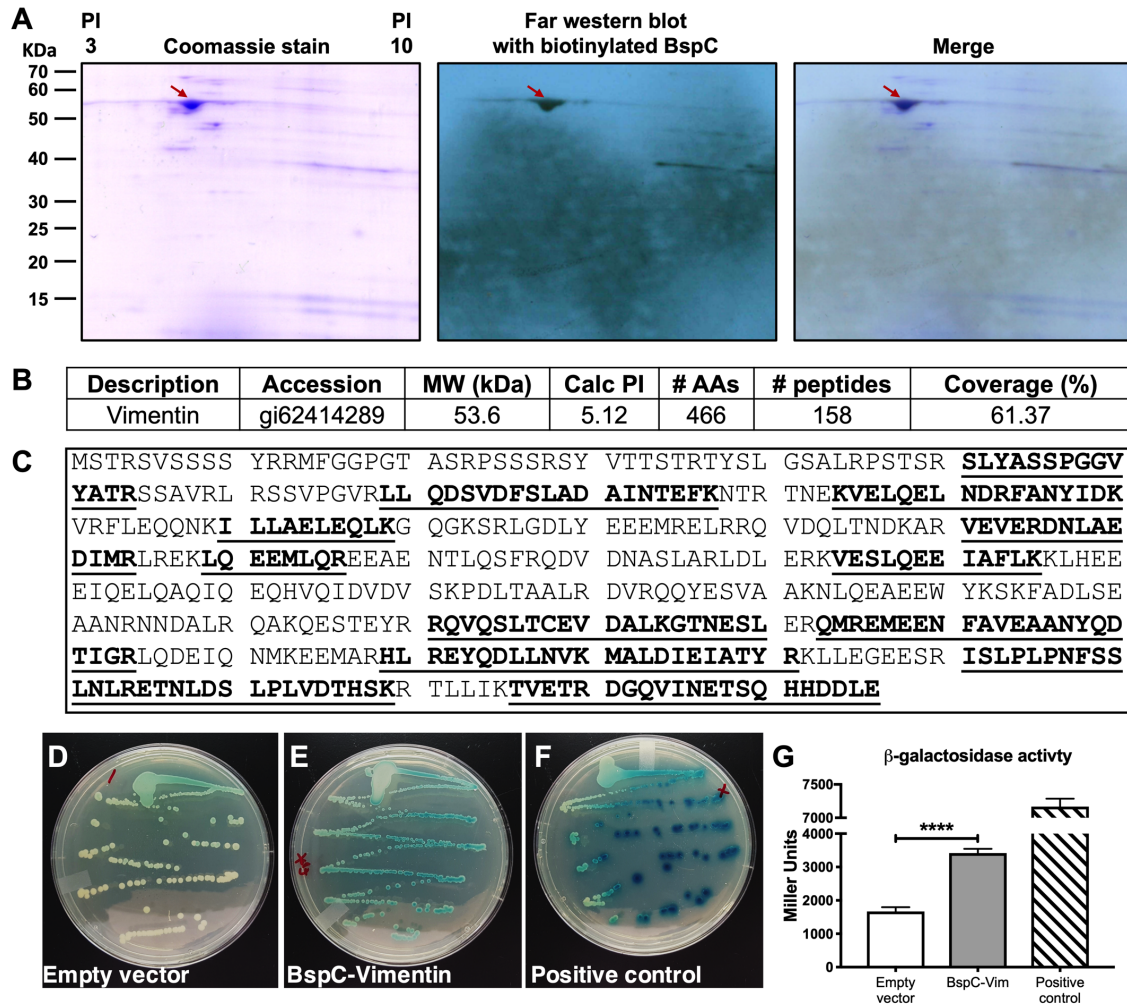 A
PI
3
PI
10
KDa
Coomassie stain
Far western blot
with biotinylated BspC
Merge
70
60
50
40
30
25
20
15
B
Description Accession MW (kDa) Calc PI # AAs # peptides Coverage (%)
Vimentin gi62414289 53.6 5.12 466 158 61.37
C
MSTRSVSSSS YRRMFGGPGT ASRPSSSRSY VTTSTRTYSL GSALRPSTSR SLYASSPGGV
YATRSSAVRL RSSVPGVRLL QDSVDFSLAD AINTEFKNTR TNEKVELQEL NDRFANYIDK
VRFLEQQNKI LLAELEQLKG QGKSRLGDLY EEEMRELRRQ VDQLTNDKAR VEVERDNLAE
DIMRLREKLQ EEMLQREEAE NTLQSFRQDV DNASLARLDL ERKVESLQEE IAFLKKLHEE
EIQELQAQIQ EQHVQIDVDV SKPDLTAALR DVRQQYESVA AKNLQEAEEW YKSKFADLSE
AANRNNDALR QAKQESTEYR RQVQSLTCEV DALKGTNESL ERQMREMEEN FAVEAANYQD
TIGRLQDEIQ NMKEEMARHL REYQDLLNVK MALDIEIATY RKLLEGEESR ISLPLPNFSS
LNLRETNLDS LPLVDTHSKR TLLIKTVETR DGQVINETSQ HHDDLE
D
Empty vector
E
BspC-Vimentin
F
Positive control
G
β-galactosidase activty
Miller Units
7500
7000
4000
3000
2000
1000
0
****
Empty
vector
BspC-Vim
Positive
control